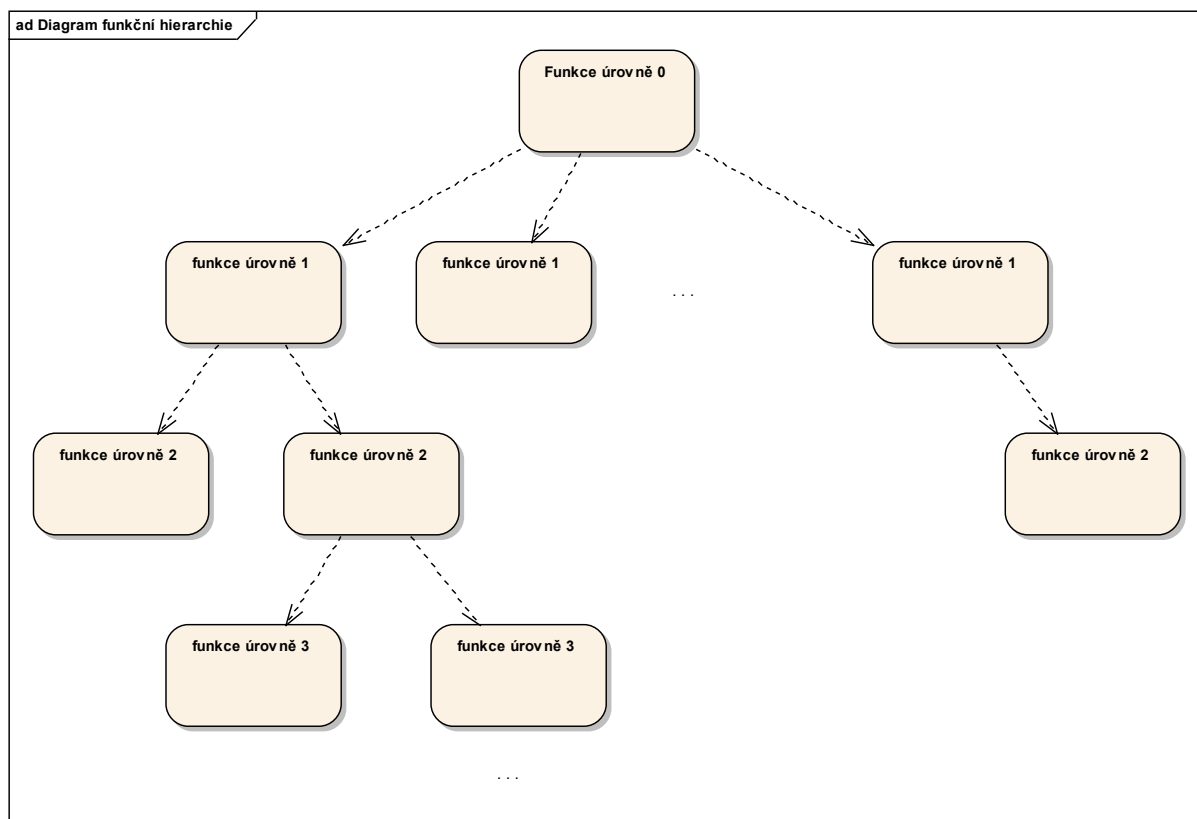 ad Diagram funkční hierarchie
Funkce úrovně 0
funkce úrovně 1
funkce úrovně 1
funkce úrovně 1
. . .
funkce úrovně 2
funkce úrovně 2
funkce úrovně 2
funkce úrovně 3
funkce úrovně 3
. . .